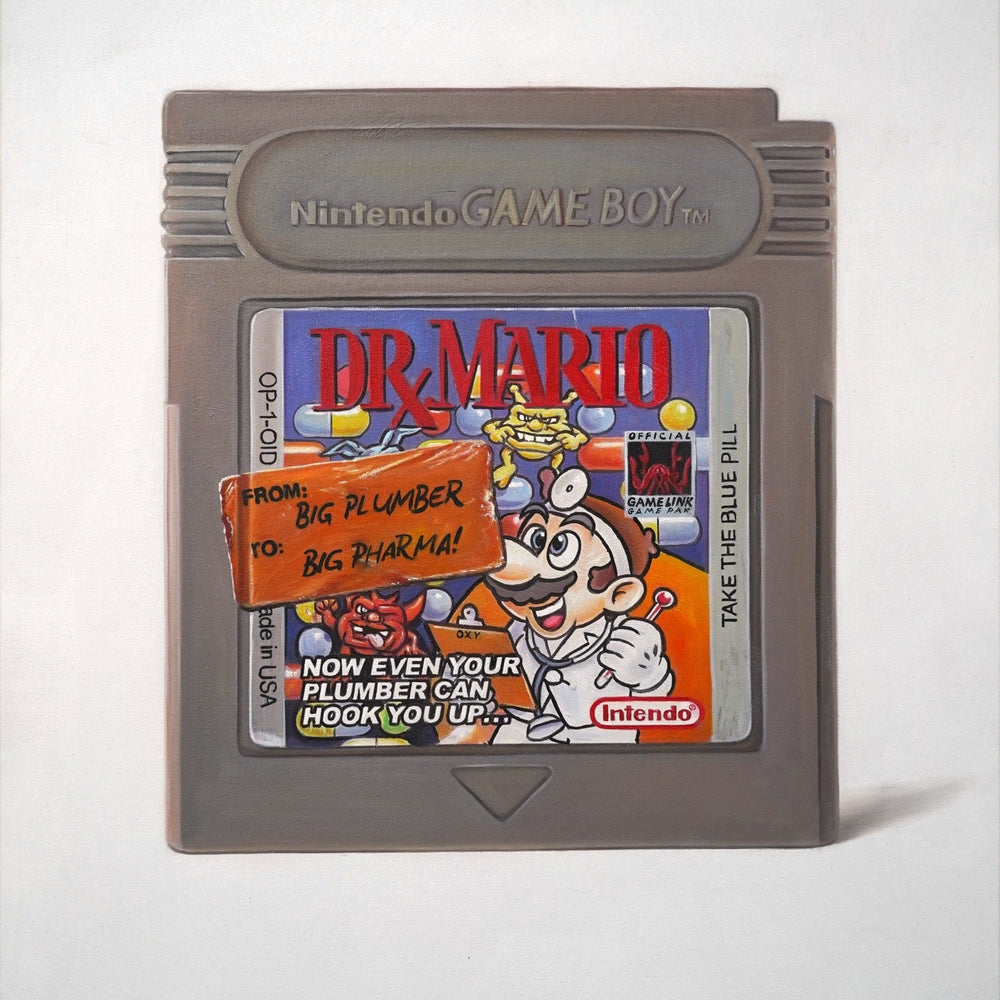 Nintendo GAME BOY TM
DR. MARIO
OP-1-OID
FROM:
BIG PLUMBER
TO:
BIG PHARMA!
OFFICIAL
GAME LINK
GAME PAK
TAKE THE BLUE PILL
OXY
ade in USA
NOW EVEN YOUR
PLUMBER CAN
HOOK YOU UP...
Intendo®